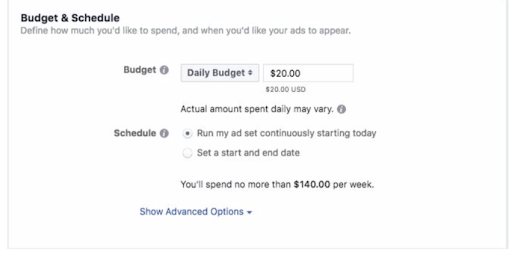 Budget & Schedule
Define how much you'd like to spend, and when you'd like your ads to appear.
Budget
Daily Budget
$20.00
$20.00 USD
Actual amount spent daily may vary.
Schedule
Run my ad set continuously starting today
Set a start and end date
You'll spend no more than $140.00 per week.
Show Advanced Options